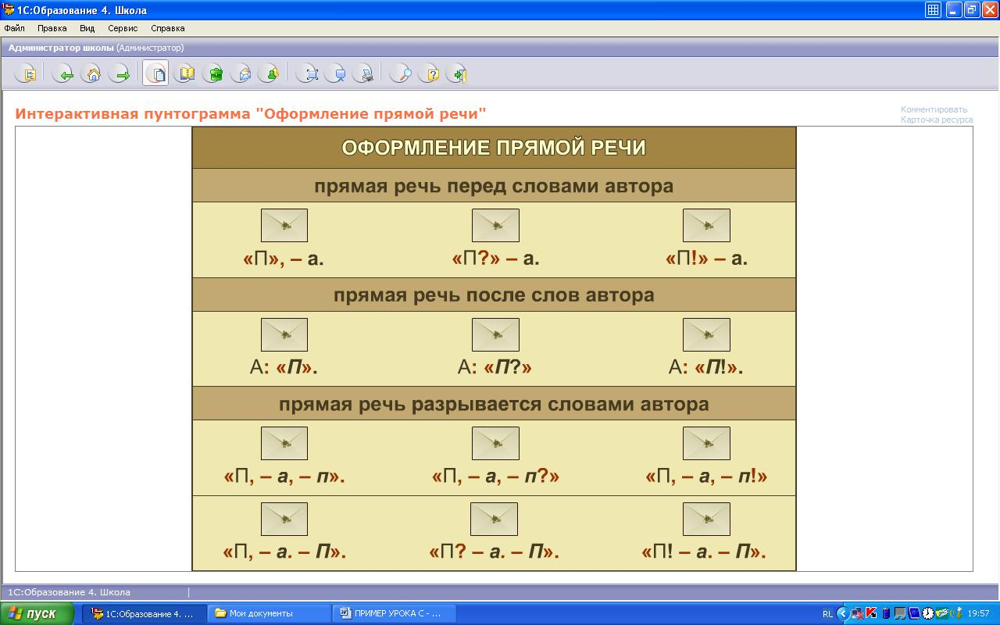 1С:Образование 4. Школа
Файл Правка Вид Сервис Справка
Администратор школы (Администратор)
Интерактивная пунтограмма "Оформление прямой речи"
Комментировать
Карточка ресурса
ОФОРМЛЕНИЕ ПРЯМОЙ РЕЧИ
прямая речь перед словами автора
«П», – а. «П?» – а. «П!» – а.
прямая речь после слов автора
А: «П». А: «П?» А: «П!».
прямая речь разрывается словами автора
«П, – а, – п». «П, – а, – п?» «П, – а, – п!»
«П, – а. – П». «П? – а. – П». «П! – а. – П».
1С:Образование 4. Школа
пуск 1С:Образование 4. ... Мои документы ПРИМЕР УРОКА С - ... RL 19:57